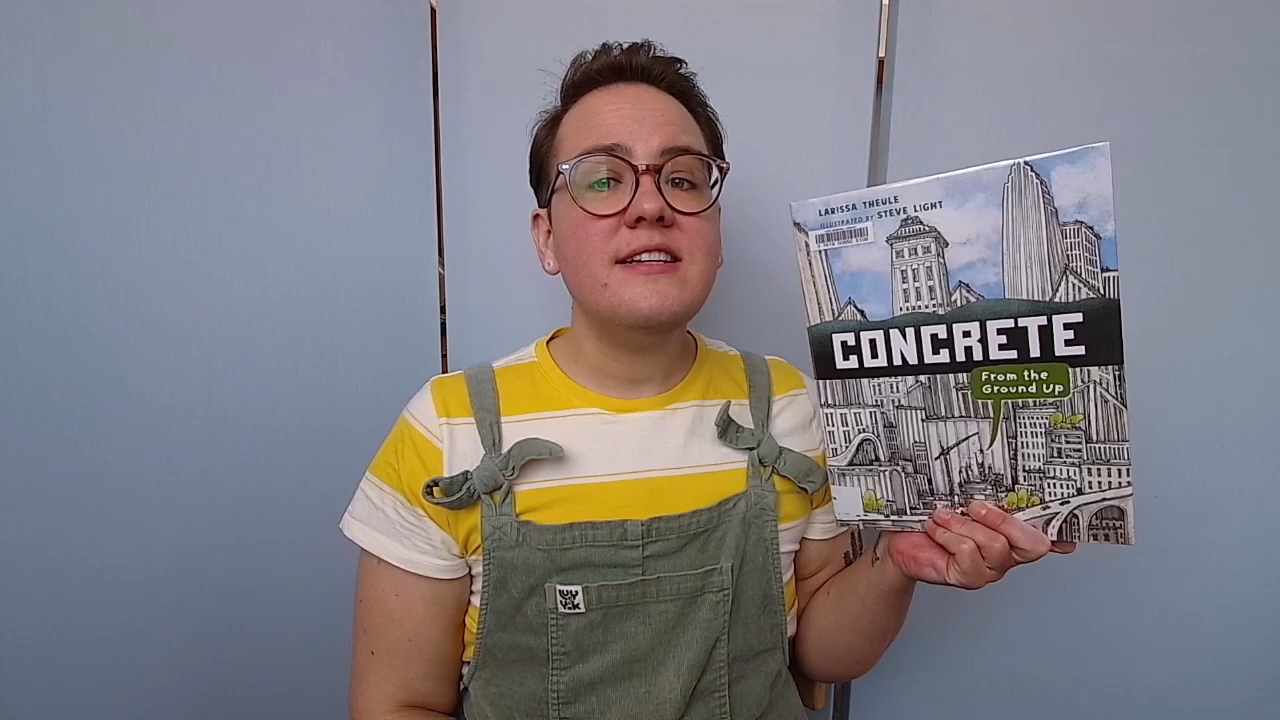 LARISSA THEULE
ILLUSTRATED BY STEVE LIGHT
CONCRETE
From the
Ground Up